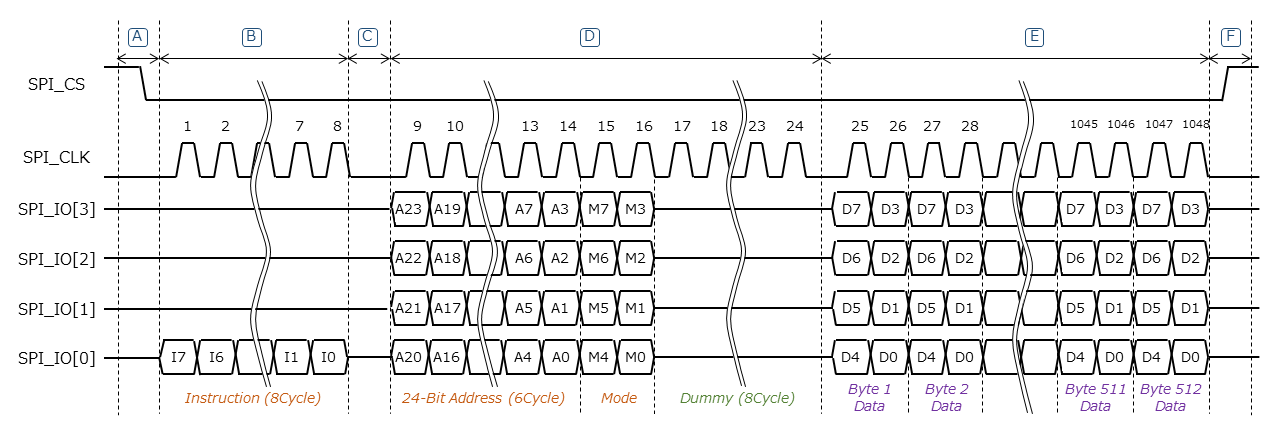 A B C D E F
SPI_CS
1 2 7 8 9 10 13 14 15 16 17 18 23 24 25 26 27 28 1045 1046 1047 1048
SPI_CLK
SPI_IO[3] A23 A19 A7 A3 M7 M3 D7 D3 D7 D3 D7 D3 D7 D3
SPI_IO[2] A22 A18 A6 A2 M6 M2 D6 D2 D6 D2 D6 D2 D6 D2
SPI_IO[1] A21 A17 A5 A1 M5 M1 D5 D1 D5 D1 D5 D1 D5 D1
SPI_IO[0] I7 I6 I1 I0 A20 A16 A4 A0 M4 M0 D4 D0 D4 D0 D4 D0 D4 D0
Instruction (8Cycle) 24-Bit Address (6Cycle) Mode Dummy (8Cycle) Byte 1 Byte 2 Byte 511 Byte 512
Data Data Data Data